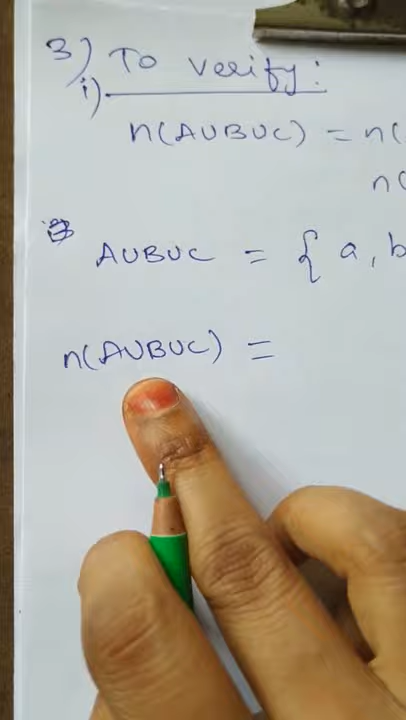 3) To verify:
i)
n(AUBUC) = n(
n(
AUBUC = { a, b
n(AUBUC) =